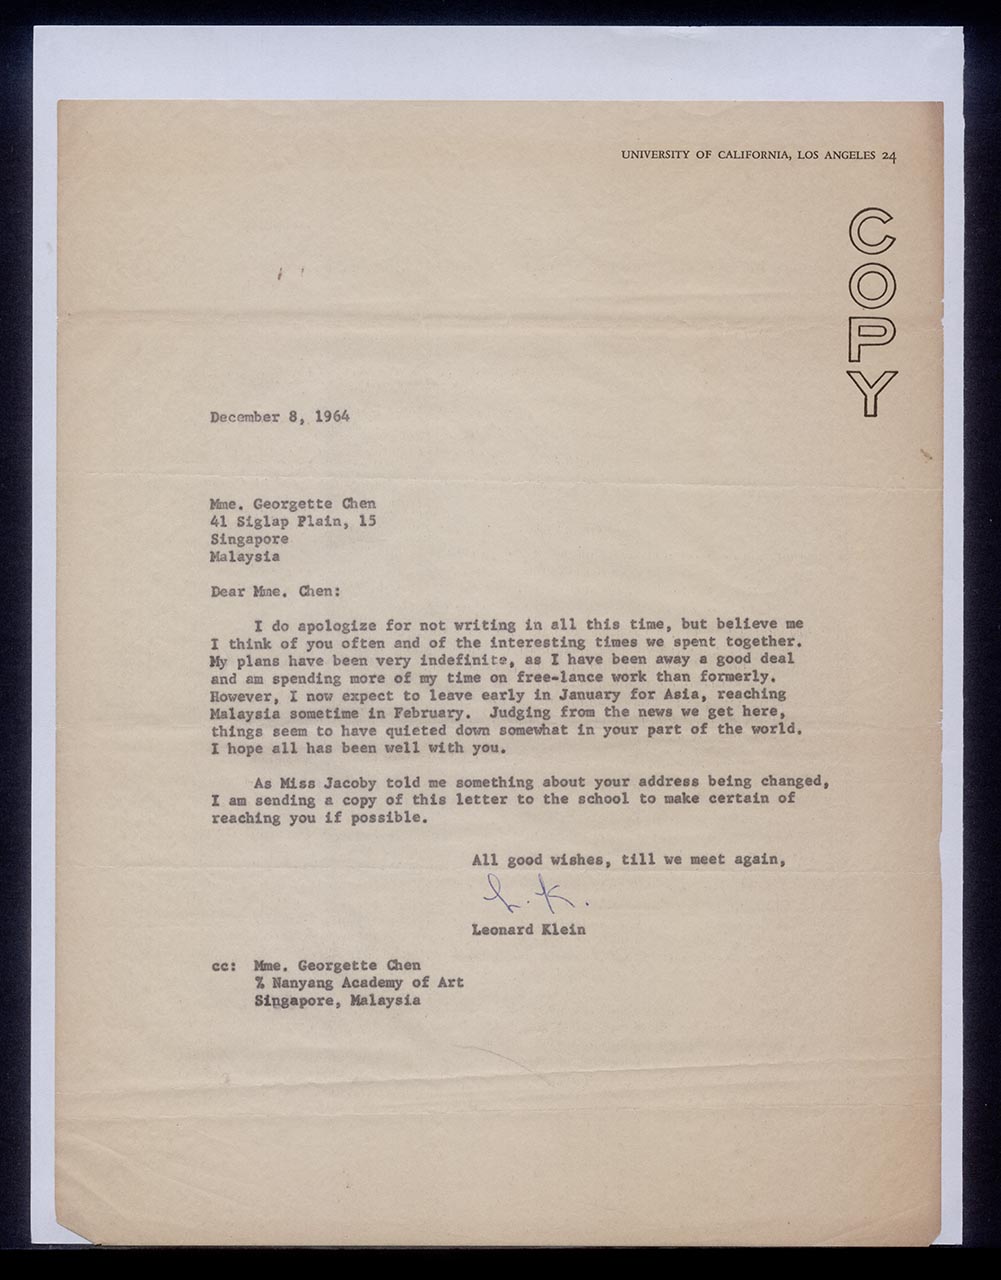 UNIVERSITY OF CALIFORNIA, LOS ANGELES 24
COPY
December 8, 1964
Mme. Georgette Chen
41 Siglap Plain, 15
Singapore
Malaysia
Dear Mme. Chen:
I do apologize for not writing in all this time, but believe me
I think of you often and of the interesting times we spent together.
My plans have been very indefinite, as I have been away a good deal
and am spending more of my time on free-lance work than formerly.
However, I now expect to leave early in January for Asia, reaching
Malaysia sometime in February. Judging from the news we get here,
things seem to have quieted down somewhat in your part of the world.
I hope all has been well with you.
As Miss Jacoby told me something about your address being changed,
I am sending a copy of this letter to the school to make certain of
reaching you if possible.
All good wishes, till we meet again,
L. K.
Leonard Klein
cc: Mme. Georgette Chen
% Nanyang Academy of Art
Singapore, Malaysia